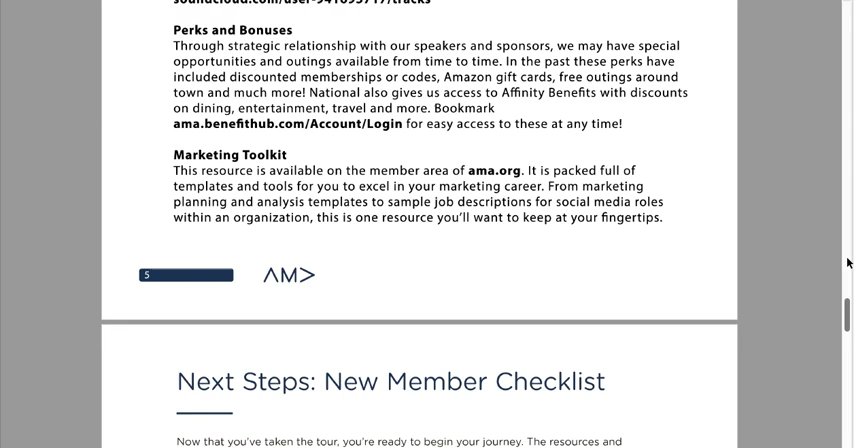 Perks and Bonuses
Through strategic relationship with our speakers and sponsors, we may have special
opportunities and outings available from time to time. In the past these perks have
included discounted memberships or codes, Amazon gift cards, free outings around
town and much more! National also gives us access to Affinity Benefits with discounts
on dining, entertainment, travel and more. Bookmark
ama.benefithub.com/Account/Login for easy access to these at any time!
Marketing Toolkit
This resource is available on the member area of ama.org. It is packed full of
templates and tools for you to excel in your marketing career. From marketing
planning and analysis templates to sample job descriptions for social media roles
within an organization, this is one resource you'll want to keep at your fingertips.
5
AMA
Next Steps: New Member Checklist
Now that you've taken the tour, you're ready to begin your journey. The resources and